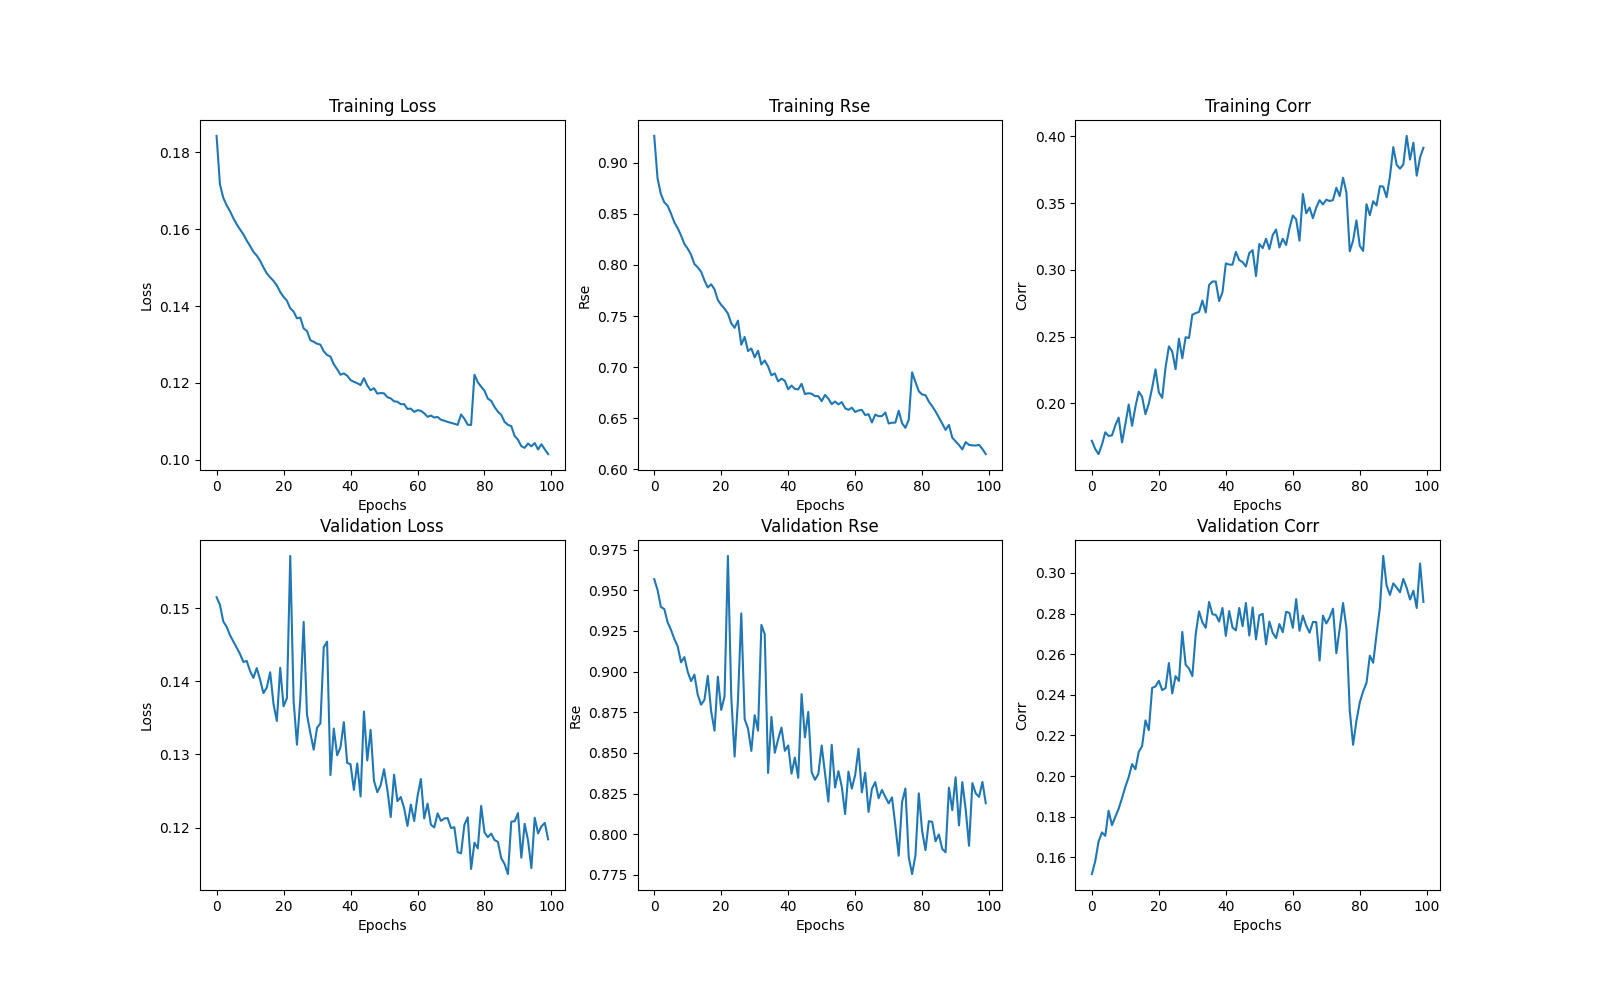 Training Loss
Loss
0.18
0.16
0.14
0.12
0.10
0 20 40 60 80 100
Epochs
Training Rse
Rse
0.90
0.85
0.80
0.75
0.70
0.65
0.60
0 20 40 60 80 100
Epochs
Training Corr
Corr
0.40
0.35
0.30
0.25
0.20
0 20 40 60 80 100
Epochs
Validation Loss
Loss
0.15
0.14
0.13
0.12
0 20 40 60 80 100
Epochs
Validation Rse
Rse
0.975
0.950
0.925
0.900
0.875
0.850
0.825
0.800
0.775
0 20 40 60 80 100
Epochs
Validation Corr
Corr
0.30
0.28
0.26
0.24
0.22
0.20
0.18
0.16
0 20 40 60 80 100
Epochs